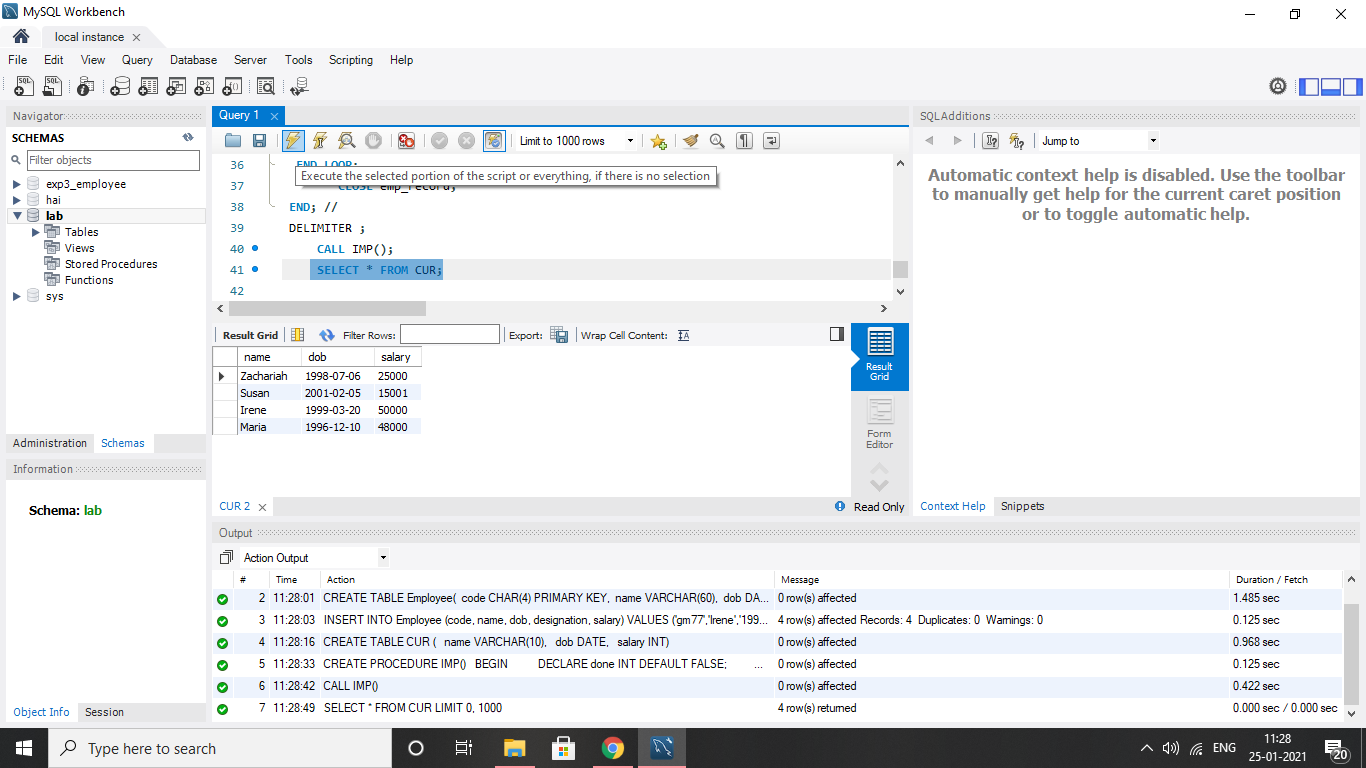 MySQL Workbench
local instance
File Edit View Query Database Server Tools Scripting Help
Navigator
SCHEMAS
Filter objects
exp3_employee
hai
lab
Tables
Views
Stored Procedures
Functions
sys
Administration Schemas
Information
Schema: lab
Object Info Session
Query 1
Limit to 1000 rows
36 END LOOP;
Execute the selected portion of the script or everything, if there is no selection
37 CLOSE emp_record;
38 END; //
39 DELIMITER ;
40 CALL IMP();
41 SELECT * FROM CUR;
42
Result Grid Filter Rows: Export: Wrap Cell Content:
name dob salary
Zachariah 1998-07-06 25000
Susan 2001-02-05 15001
Irene 1999-03-20 50000
Maria 1996-12-10 48000
Result
Grid
Form
Editor
CUR 2 Read Only
SQLAdditions
Jump to
Automatic context help is disabled. Use the toolbar
to manually get help for the current caret position
or to toggle automatic help.
Context Help Snippets
Output
Action Output
# Time Action Message Duration / Fetch
2 11:28:01 CREATE TABLE Employee( code CHAR(4) PRIMARY KEY, name VARCHAR(60), dob DA... 0 row(s) affected 1.485 sec
3 11:28:03 INSERT INTO Employee (code, name, dob, designation, salary) VALUES ('gm77','Irene','199... 4 row(s) affected Records: 4 Duplicates: 0 Warnings: 0 0.125 sec
4 11:28:16 CREATE TABLE CUR ( name VARCHAR(10), dob DATE, salary INT) 0 row(s) affected 0.968 sec
5 11:28:33 CREATE PROCEDURE IMP() BEGIN DECLARE done INT DEFAULT FALSE; ... 0 row(s) affected 0.125 sec
6 11:28:42 CALL IMP() 0 row(s) affected 0.422 sec
7 11:28:49 SELECT * FROM CUR LIMIT 0, 1000 4 row(s) returned 0.000 sec / 0.000 sec
Type here to search
ENG
11:28
25-01-2021
20